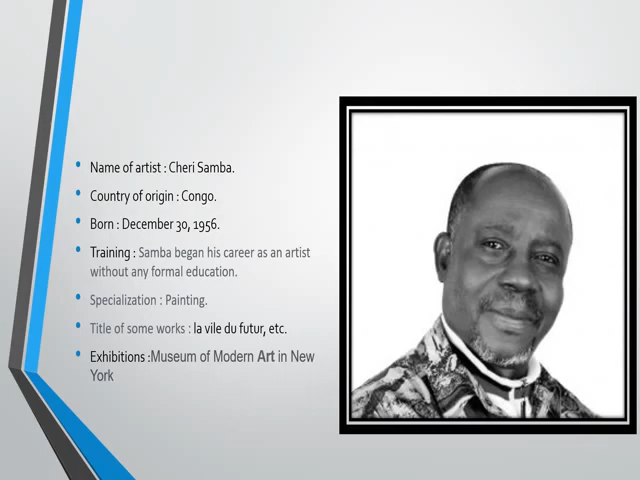 Name of artist : Cheri Samba.
Country of origin : Congo.
Born : December 30, 1956.
Training : Samba began his career as an artist
without any formal education.
Specialization : Painting.
Title of some works : la vile du futur, etc.
Exhibitions :Museum of Modern Art in New
York